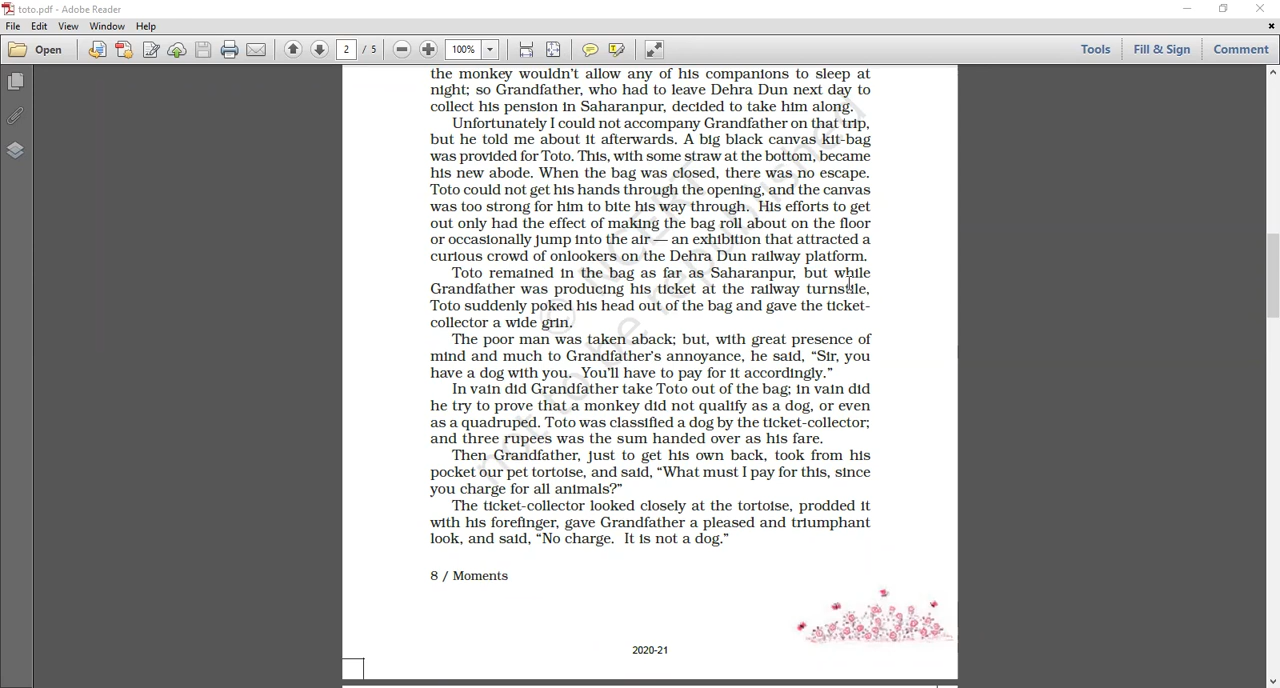 toto.pdf - Adobe Reader
File Edit View Window Help
Open 2 / 5 100% Tools Fill & Sign Comment
the monkey wouldn't allow any of his companions to sleep at
night; so Grandfather, who had to leave Dehra Dun next day to
collect his pension in Saharanpur, decided to take him along.
Unfortunately I could not accompany Grandfather on that trip,
but he told me about it afterwards. A big black canvas kit-bag
was provided for Toto. This, with some straw at the bottom, became
his new abode. When the bag was closed, there was no escape.
Toto could not get his hands through the opening, and the canvas
was too strong for him to bite his way through. His efforts to get
out only had the effect of making the bag roll about on the floor
or occasionally jump into the air — an exhibition that attracted a
curious crowd of onlookers on the Dehra Dun railway platform.
Toto remained in the bag as far as Saharanpur, but while
Grandfather was producing his ticket at the railway turnstile,
Toto suddenly poked his head out of the bag and gave the ticket-
collector a wide grin.
The poor man was taken aback; but, with great presence of
mind and much to Grandfather's annoyance, he said, “Sir, you
have a dog with you. You'll have to pay for it accordingly.”
In vain did Grandfather take Toto out of the bag; in vain did
he try to prove that a monkey did not qualify as a dog, or even
as a quadruped. Toto was classified a dog by the ticket-collector;
and three rupees was the sum handed over as his fare.
Then Grandfather, just to get his own back, took from his
pocket our pet tortoise, and said, “What must I pay for this, since
you charge for all animals?”
The ticket-collector looked closely at the tortoise, prodded it
with his forefinger, gave Grandfather a pleased and triumphant
look, and said, “No charge. It is not a dog.”
8 / Moments
2020-21
© NCERT
not to be republished